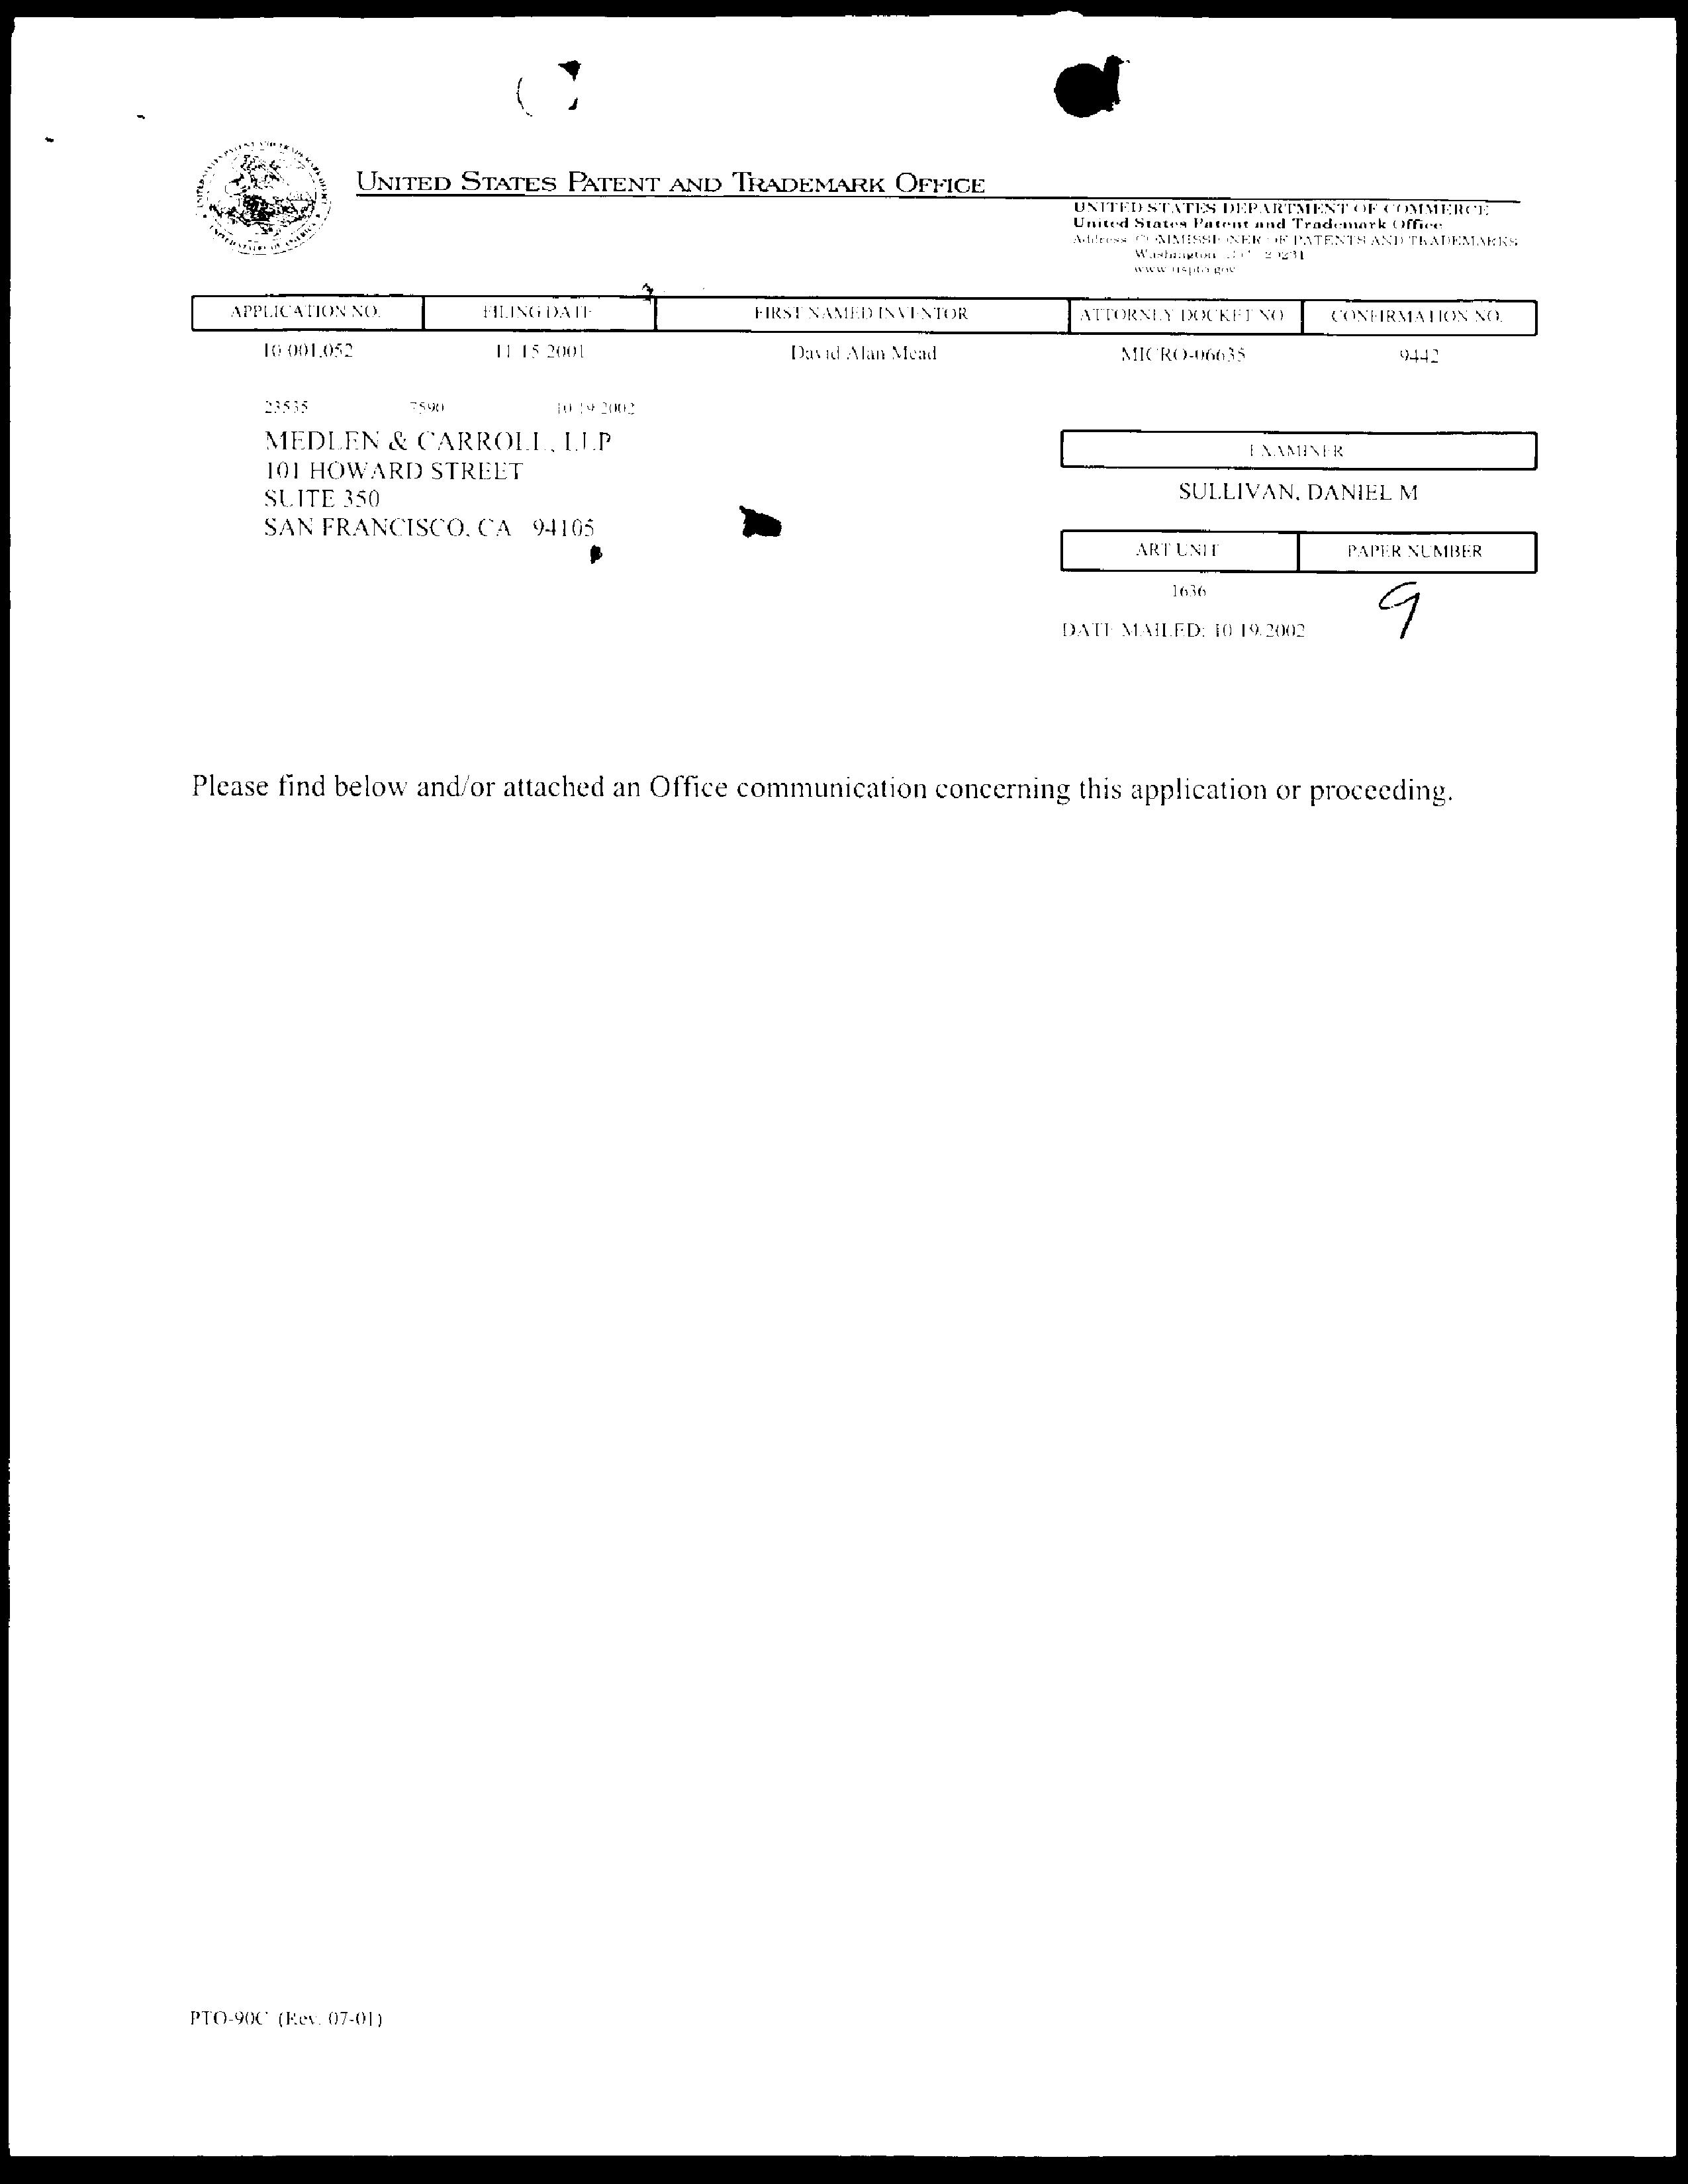 UNITED STATES PATENT AND TRADEMARK OFFICE
UNITED STATES DEPARTMENT OF COMMERCE
United States Patent and Trademark Office
Address: COMMISSIONER OF PATENTS AND TRADEMARKS
Washington, D.C. 20231
www.uspto.gov
APPLICATION NO. FILING DATE FIRST NAMED INVENTOR ATTORNEY DOCKET NO. CONFIRMATION NO.
10/001,052 11/15/2001 David Alan Mead MICRO-06635 9442
23535 7590 10/19/2002
MEDLEN & CARROLL, LLP
101 HOWARD STREET
SUITE 350
SAN FRANCISCO, CA 94105
EXAMINER
SULLIVAN, DANIEL M
ART UNIT PAPER NUMBER
1636 9
DATE MAILED: 10/19/2002
Please find below and/or attached an Office communication concerning this application or proceeding.
PTO-90C (Rev. 07-01)